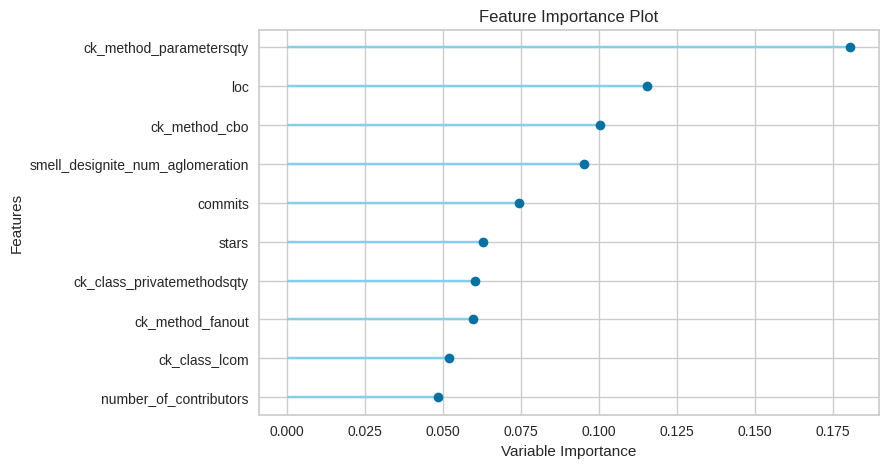 Feature Importance Plot
ck_method_parametersqty
loc
ck_method_cbo
smell_designite_num_aglomeration
commits
stars
ck_class_privatemethodsqty
ck_method_fanout
ck_class_lcom
number_of_contributors
Features
0.000 0.025 0.050 0.075 0.100 0.125 0.150 0.175
Variable Importance